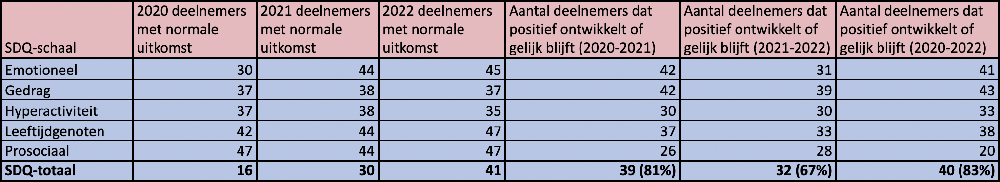 SDQ-schaal
2020 deelnemers
met normale
uitkomst
2021 deelnemers
met normale
uitkomst
2022 deelnemers
met normale
uitkomst
Aantal deelnemers dat
positief ontwikkelt of
gelijk blijft (2020-2021)
Aantal deelnemers dat
positief ontwikkelt of
gelijk blijft (2021-2022)
Aantal deelnemers dat
positief ontwikkelt of
gelijk blijft (2020-2022)
Emotioneel 30 44 45 42 31 41
Gedrag 37 38 37 42 39 43
Hyperactiviteit 37 38 35 30 30 33
Leeftijdgenoten 42 44 47 37 33 38
Prosociaal 47 44 47 26 28 20
SDQ-totaal 16 30 41 39 (81%) 32 (67%) 40 (83%)